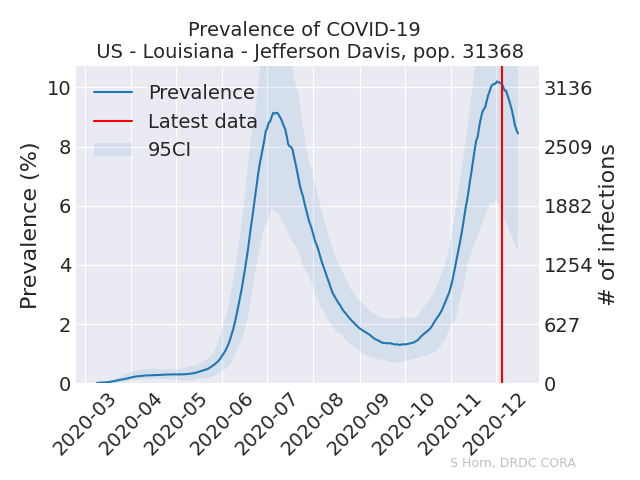 Prevalence of COVID-19
US - Louisiana - Jefferson Davis, pop. 31368
Prevalence (%)
10
8
6
4
2
0
Prevalence
Latest data
95CI
3136
2509
1882
1254
627
0
# of infections
2020-03
2020-04
2020-05
2020-06
2020-07
2020-08
2020-09
2020-10
2020-11
2020-12
S Horn, DRDC CORA